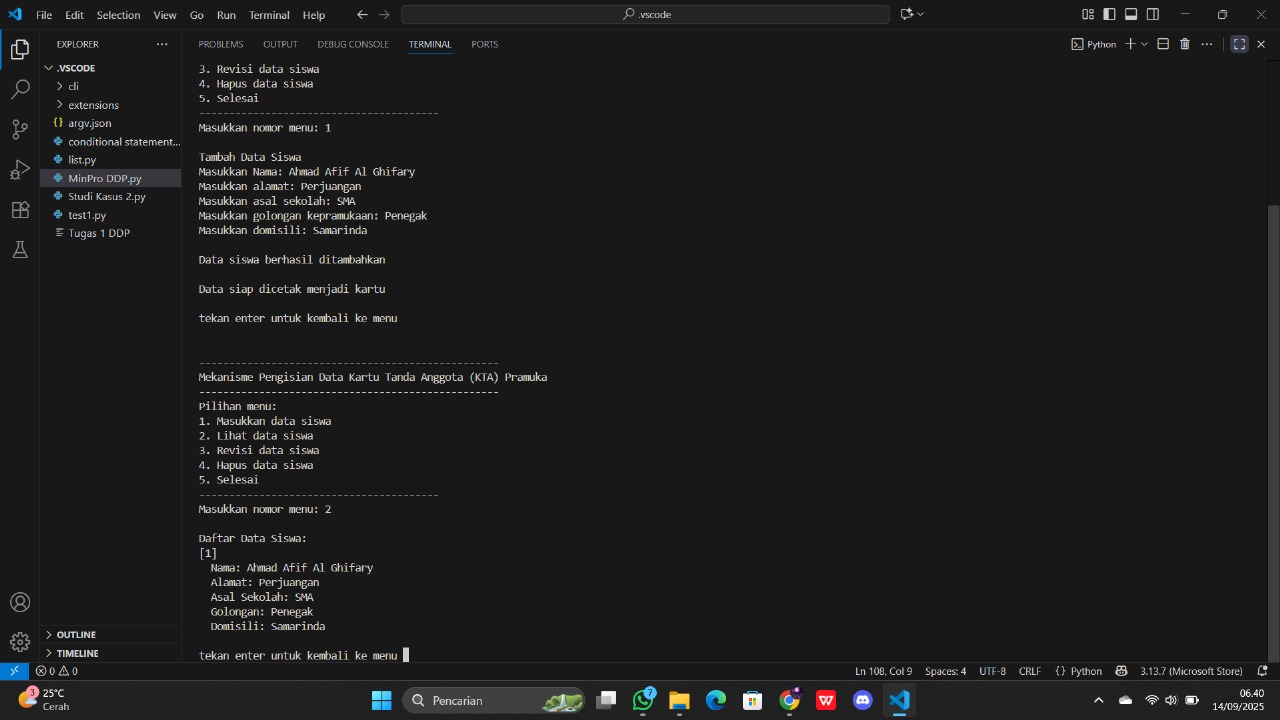 File Edit Selection View Go Run Terminal Help
.vscode
EXPLORER
PROBLEMS OUTPUT DEBUG CONSOLE TERMINAL PORTS
Python
.VSCODE
cli
extensions
{} argv.json
conditional statement...
list.py
MinPro DDP.py
Studi Kasus 2.py
test1.py
Tugas 1 DDP
3. Revisi data siswa
4. Hapus data siswa
5. Selesai
----------------------------------------
Masukkan nomor menu: 1
Tambah Data Siswa
Masukkan Nama: Ahmad Afif Al Ghifary
Masukkan alamat: Perjuangan
Masukkan asal sekolah: SMA
Masukkan golongan kepramukaan: Penegak
Masukkan domisili: Samarinda
Data siswa berhasil ditambahkan
Data siap dicetak menjadi kartu
tekan enter untuk kembali ke menu
--------------------------------------------------
Mekanisme Pengisian Data Kartu Tanda Anggota (KTA) Pramuka
--------------------------------------------------
Pilihan menu:
1. Masukkan data siswa
2. Lihat data siswa
3. Revisi data siswa
4. Hapus data siswa
5. Selesai
----------------------------------------
Masukkan nomor menu: 2
Daftar Data Siswa:
[1]
Nama: Ahmad Afif Al Ghifary
Alamat: Perjuangan
Asal Sekolah: SMA
Golongan: Penegak
Domisili: Samarinda
tekan enter untuk kembali ke menu
OUTLINE
TIMELINE
0 0
Ln 108, Col 9 Spaces: 4 UTF-8 CRLF {} Python 3.13.7 (Microsoft Store)
3
25°C
Cerah
Pencarian
7
06.40
14/09/2025